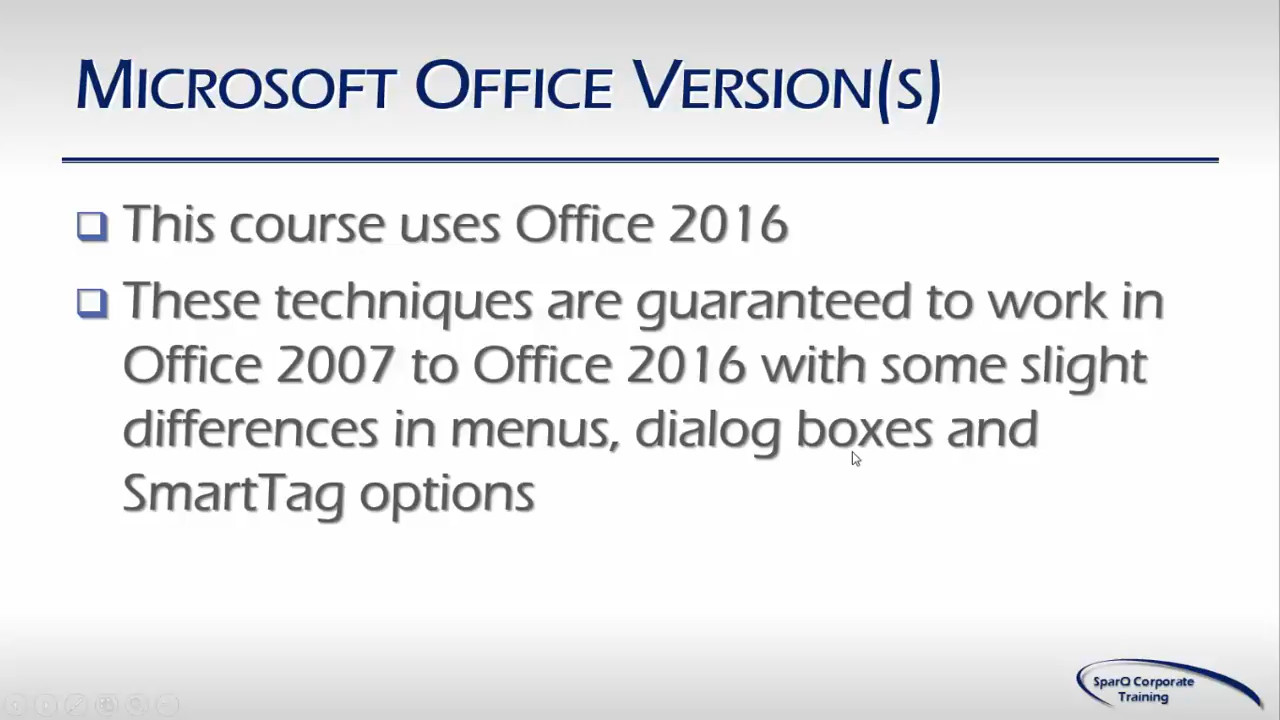 MICROSOFT OFFICE VERSION(S)
This course uses Office 2016
These techniques are guaranteed to work in
Office 2007 to Office 2016 with some slight
differences in menus, dialog boxes and
SmartTag options
SparQ Corporate
Training